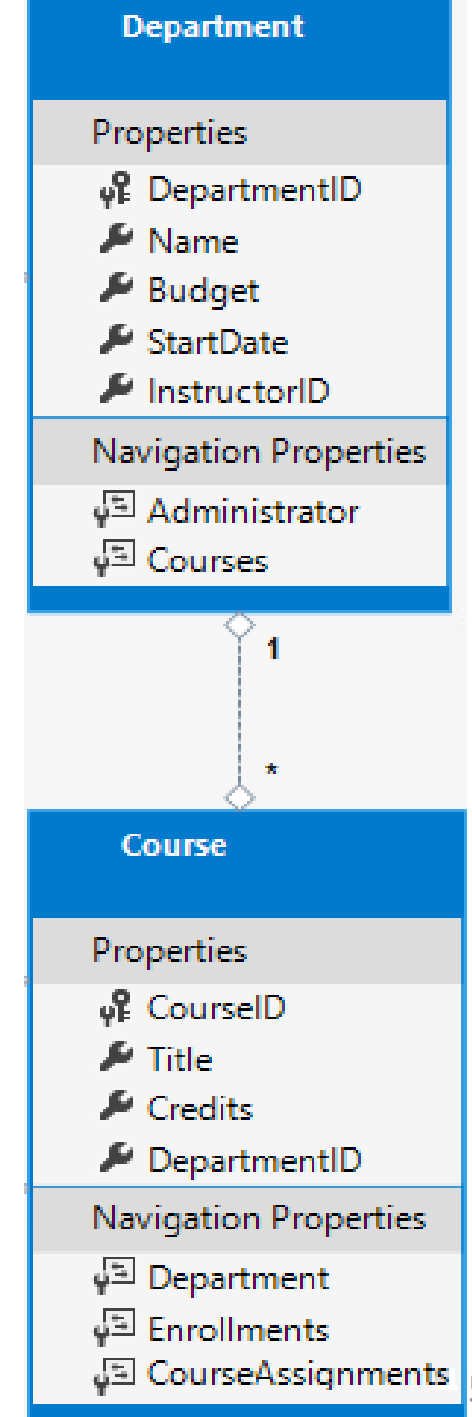 Department
Properties
DepartmentID
Name
Budget
StartDate
InstructorID
Navigation Properties
Administrator
Courses
1
*
Course
Properties
CourseID
Title
Credits
DepartmentID
Navigation Properties
Department
Enrollments
CourseAssignments